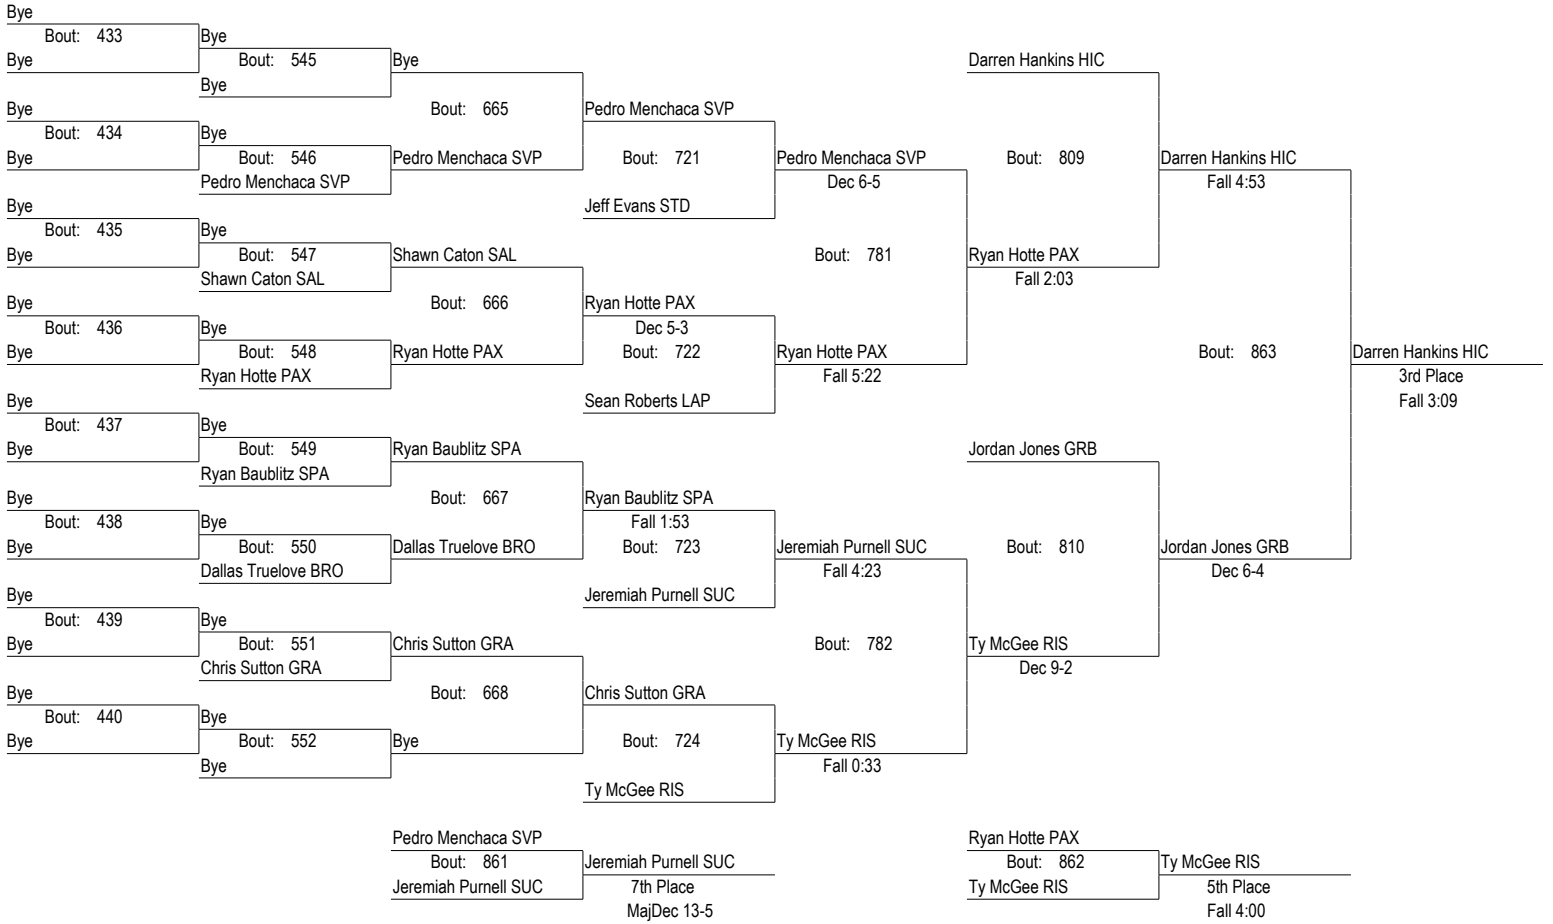 Bye
Bout: 433 Bye
Bye Bout: 545 Bye Darren Hankins HIC
Bye
Bye Bout: 665 Pedro Menchaca SVP
Bout: 434 Bye
Bye Bout: 546 Pedro Menchaca SVP Bout: 721 Pedro Menchaca SVP Bout: 809 Darren Hankins HIC
Pedro Menchaca SVP Dec 6-5 Fall 4:53
Bye Jeff Evans STD
Bout: 435 Bye
Bye Bout: 547 Shawn Caton SAL Bout: 781 Ryan Hotte PAX
Shawn Caton SAL Fall 2:03
Bye Bout: 666 Ryan Hotte PAX
Bout: 436 Bye Dec 5-3
Bye Bout: 548 Ryan Hotte PAX Bout: 722 Ryan Hotte PAX Bout: 863 Darren Hankins HIC
Ryan Hotte PAX Fall 5:22 3rd Place
Bye Sean Roberts LAP Fall 3:09
Bout: 437 Bye
Bye Bout: 549 Ryan Baublitz SPA Jordan Jones GRB
Ryan Baublitz SPA
Bye Bout: 667 Ryan Baublitz SPA
Bout: 438 Bye Fall 1:53
Bye Bout: 550 Dallas Truelove BRO Bout: 723 Jeremiah Purnell SUC Bout: 810 Jordan Jones GRB
Dallas Truelove BRO Fall 4:23 Dec 6-4
Bye Jeremiah Purnell SUC
Bout: 439 Bye
Bye Bout: 551 Chris Sutton GRA Bout: 782 Ty McGee RIS
Chris Sutton GRA Dec 9-2
Bye Bout: 668 Chris Sutton GRA
Bout: 440 Bye
Bye Bout: 552 Bye Bout: 724 Ty McGee RIS
Bye Fall 0:33
Ty McGee RIS
Pedro Menchaca SVP Ryan Hotte PAX
Bout: 861 Jeremiah Purnell SUC Bout: 862 Ty McGee RIS
Jeremiah Purnell SUC 7th Place Ty McGee RIS 5th Place
MajDec 13-5 Fall 4:00